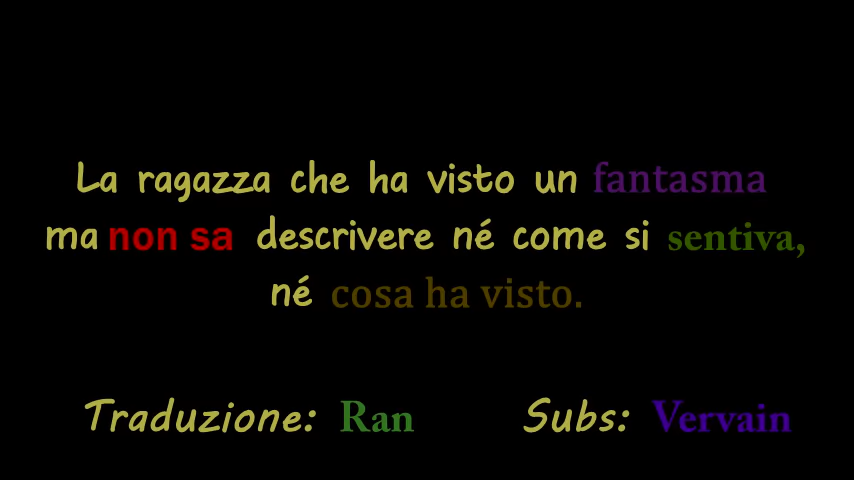 La ragazza che ha visto un fantasma
ma non sa descrivere né come si sentiva,
né cosa ha visto.
Traduzione: Ran Subs: Vervain